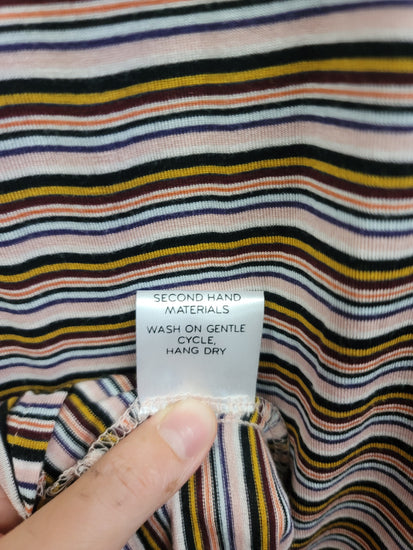 SECOND HAND
MATERIALS
WASH ON GENTLE
CYCLE,
HANG DRY